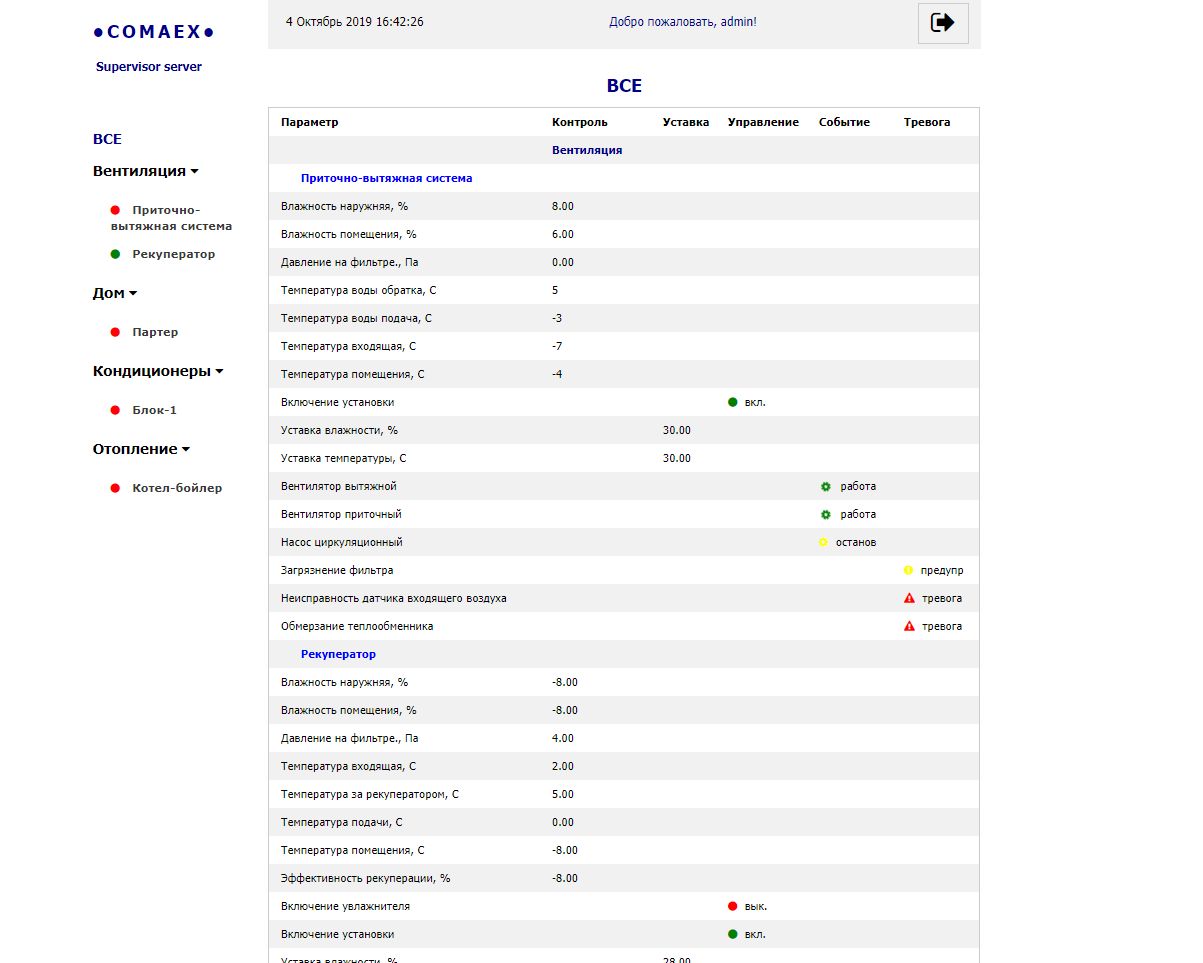 ●COMAEX●
Supervisor server
ВСЕ
Вентиляция
Приточно-
вытяжная система
Рекуператор
Дом
Партер
Кондиционеры
Блок-1
Отопление
Котел-бойлер
4 Октябрь 2019 16:42:26 Добро пожаловать, admin!
ВСЕ
Параметр Контроль Уставка Управление Событие Тревога
Вентиляция
Приточно-вытяжная система
Влажность наружняя, % 8.00
Влажность помещения, % 6.00
Давление на фильтре., Па 0.00
Температура воды обратка, С 5
Температура воды подача, С -3
Температура входящая, С -7
Температура помещения, С -4
Включение установки вкл.
Уставка влажности, % 30.00
Уставка температуры, С 30.00
Вентилятор вытяжной работа
Вентилятор приточный работа
Насос циркуляционный останов
Загрязнение фильтра предупр
Неисправность датчика входящего воздуха тревога
Обмерзание теплообменника тревога
Рекуператор
Влажность наружняя, % -8.00
Влажность помещения, % -8.00
Давление на фильтре., Па 4.00
Температура входящая, С 2.00
Температура за рекуператором, С 5.00
Температура подачи, С 0.00
Температура помещения, С -8.00
Эффективность рекуперации, % -8.00
Включение увлажнителя вык.
Включение установки вкл.
Уставка влажности, % 28.00